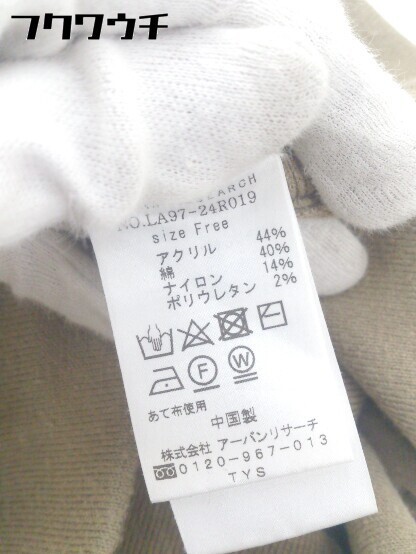 フクワウチ
NO.LA97-24R019
size Free
アクリル 44%
綿 40%
ナイロン 14%
ポリウレタン 2%
F W
あて布使用
中国製
株式会社 アーバンリサーチ
0120-967-013
TYS